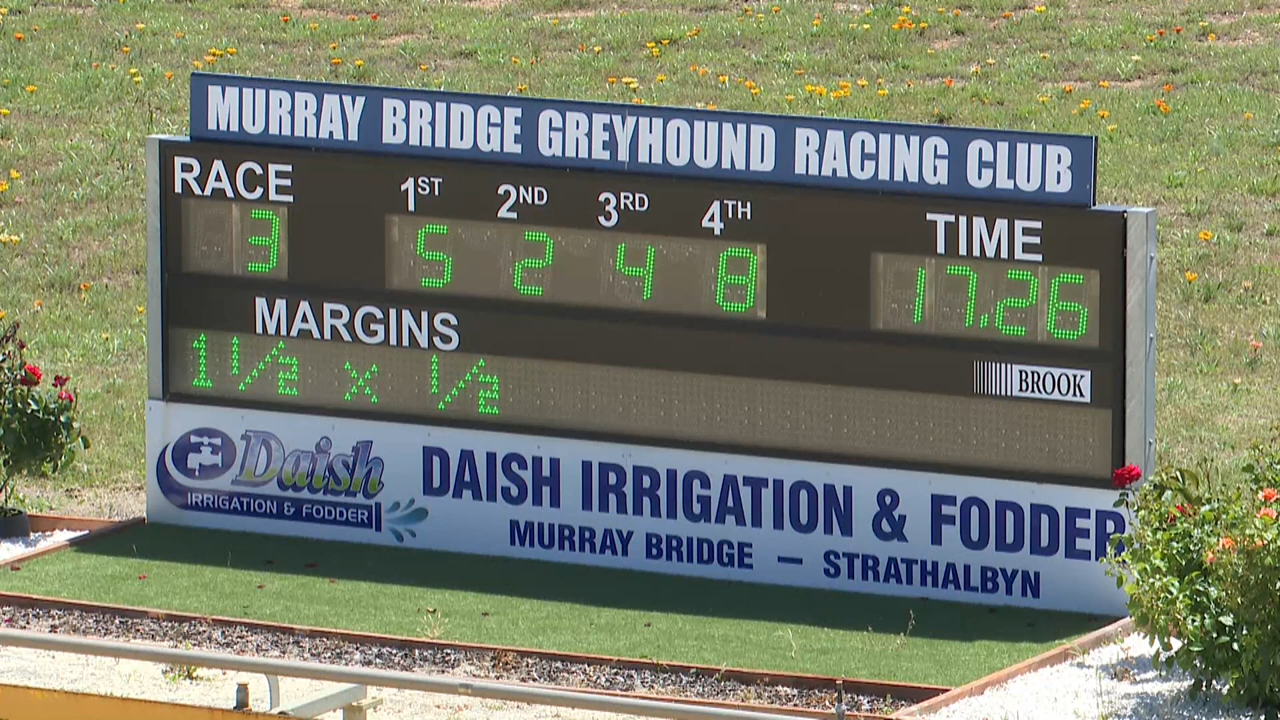 MURRAY BRIDGE GREYHOUND RACING CLUB
RACE 1ST 2ND 3RD 4TH TIME
3 5 2 4 8 17.26
MARGINS
1 1/2 x 1/2
BROOK
Daish
IRRIGATION & FODDER
DAISH IRRIGATION & FODDER
MURRAY BRIDGE — STRATHALBYN